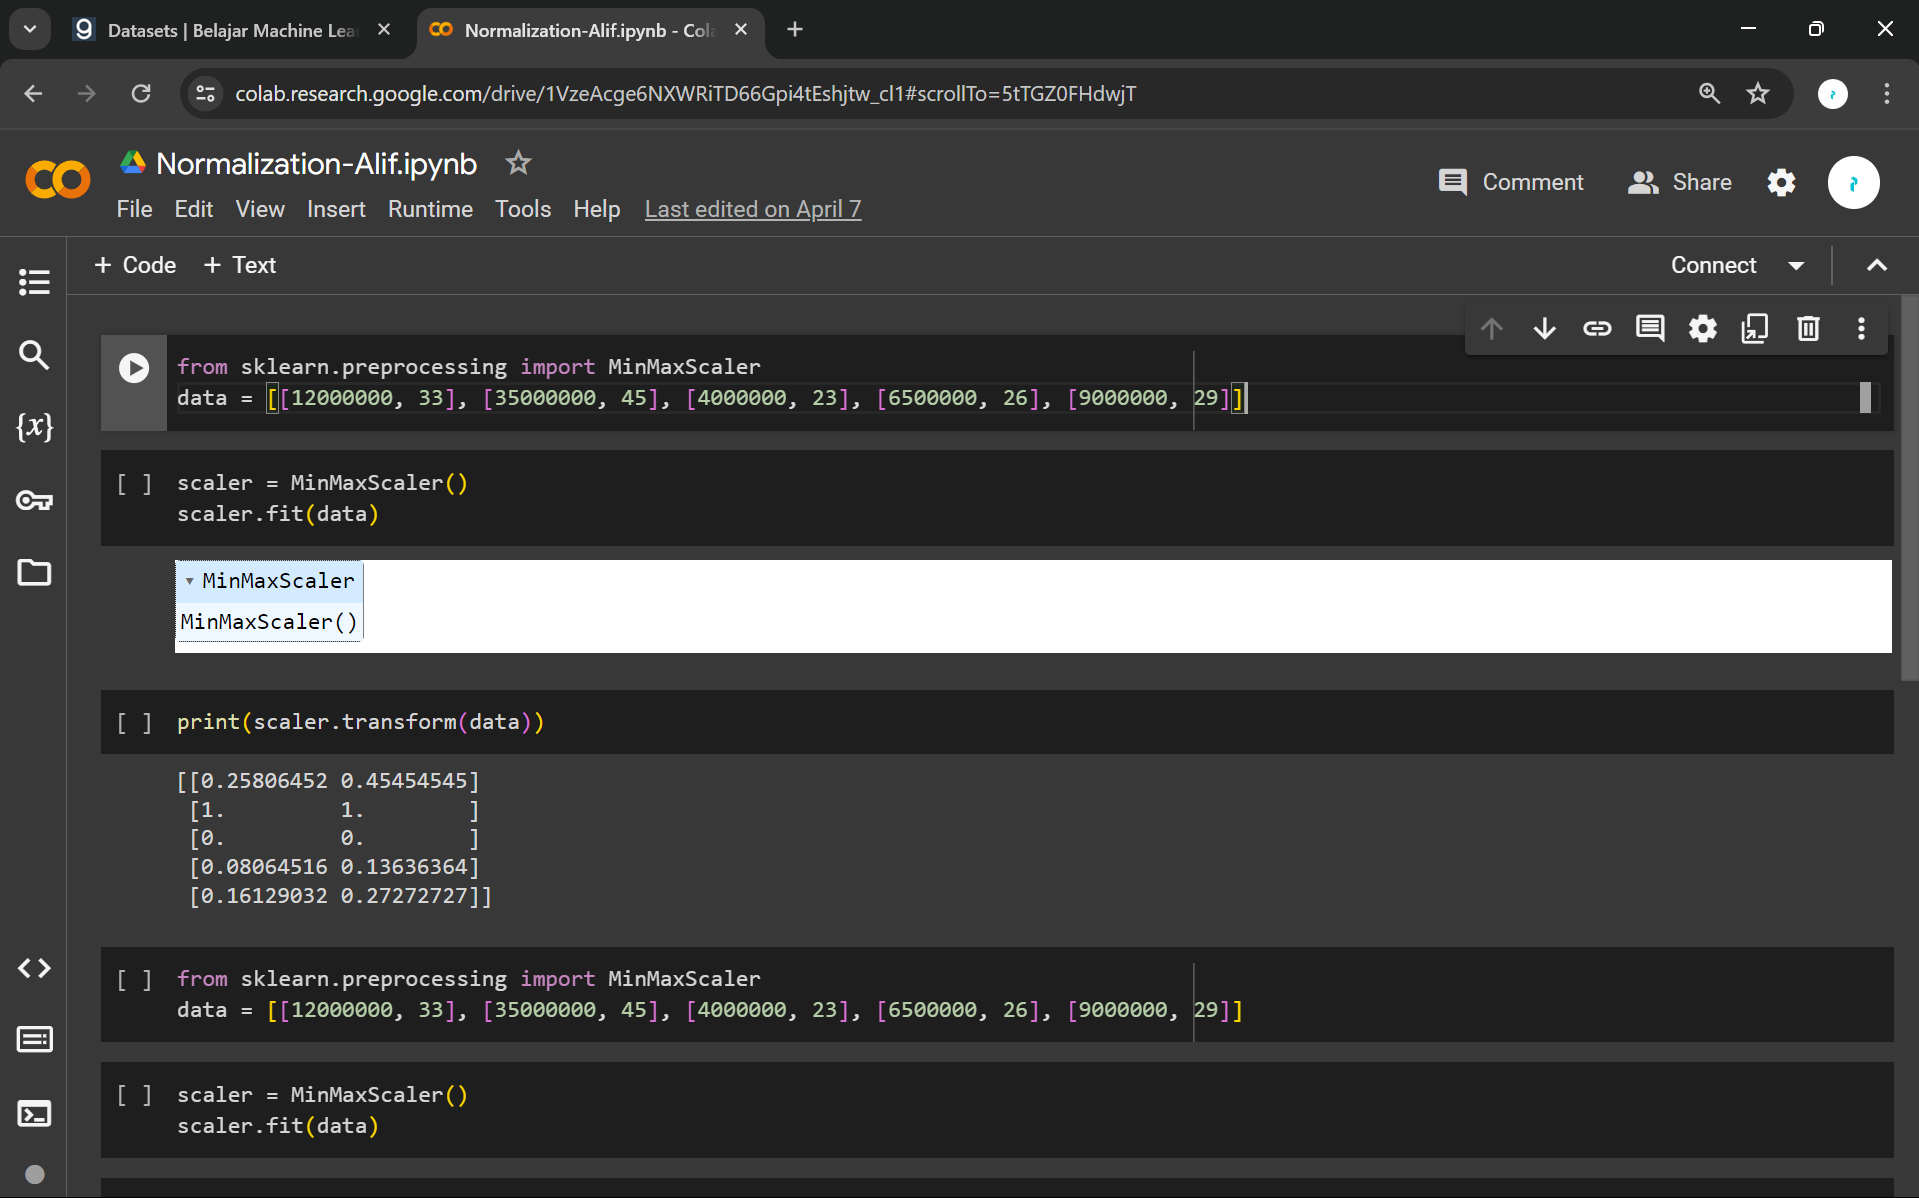 Datasets | Belajar Machine Lea
Normalization-Alif.ipynb - Cola
colab.research.google.com/drive/1VzeAcge6NXWRiTD66Gpi4tEshjtw_cl1#scrollTo=5tTGZ0FHdwjT
Normalization-Alif.ipynb
File Edit View Insert Runtime Tools Help Last edited on April 7
Comment Share
+ Code + Text
Connect
from sklearn.preprocessing import MinMaxScaler
data = [[12000000, 33], [35000000, 45], [4000000, 23], [6500000, 26], [9000000, 29]]
[ ] scaler = MinMaxScaler()
scaler.fit(data)
MinMaxScaler
MinMaxScaler()
[ ] print(scaler.transform(data))
[[0.25806452 0.45454545]
[1. 1. ]
[0. 0. ]
[0.08064516 0.13636364]
[0.16129032 0.27272727]]
[ ] from sklearn.preprocessing import MinMaxScaler
data = [[12000000, 33], [35000000, 45], [4000000, 23], [6500000, 26], [9000000, 29]]
[ ] scaler = MinMaxScaler()
scaler.fit(data)